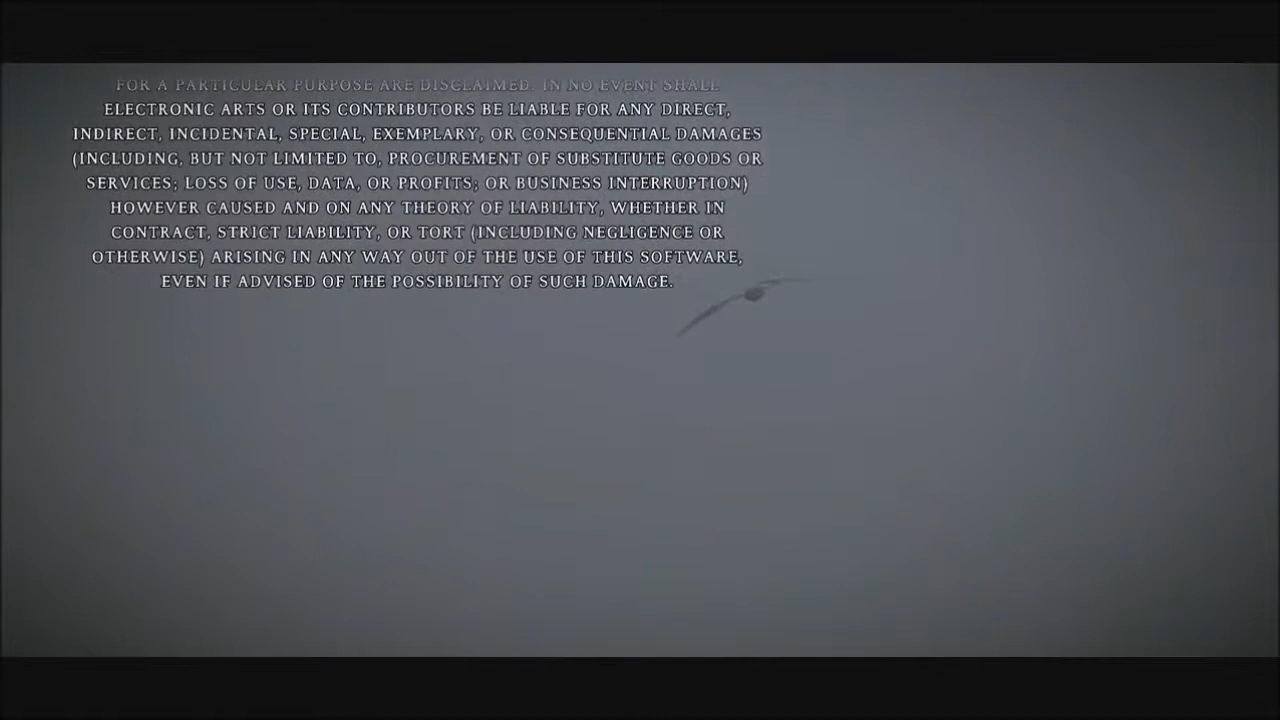 FOR A PARTICULAR PURPOSE ARE DISCLAIMED. IN NO EVENT SHALL
ELECTRONIC ARTS OR ITS CONTRIBUTORS BE LIABLE FOR ANY DIRECT,
INDIRECT, INCIDENTAL, SPECIAL, EXEMPLARY, OR CONSEQUENTIAL DAMAGES
(INCLUDING, BUT NOT LIMITED TO, PROCUREMENT OF SUBSTITUTE GOODS OR
SERVICES; LOSS OF USE, DATA, OR PROFITS; OR BUSINESS INTERRUPTION)
HOWEVER CAUSED AND ON ANY THEORY OF LIABILITY, WHETHER IN
CONTRACT, STRICT LIABILITY, OR TORT (INCLUDING NEGLIGENCE OR
OTHERWISE) ARISING IN ANY WAY OUT OF THE USE OF THIS SOFTWARE,
EVEN IF ADVISED OF THE POSSIBILITY OF SUCH DAMAGE.